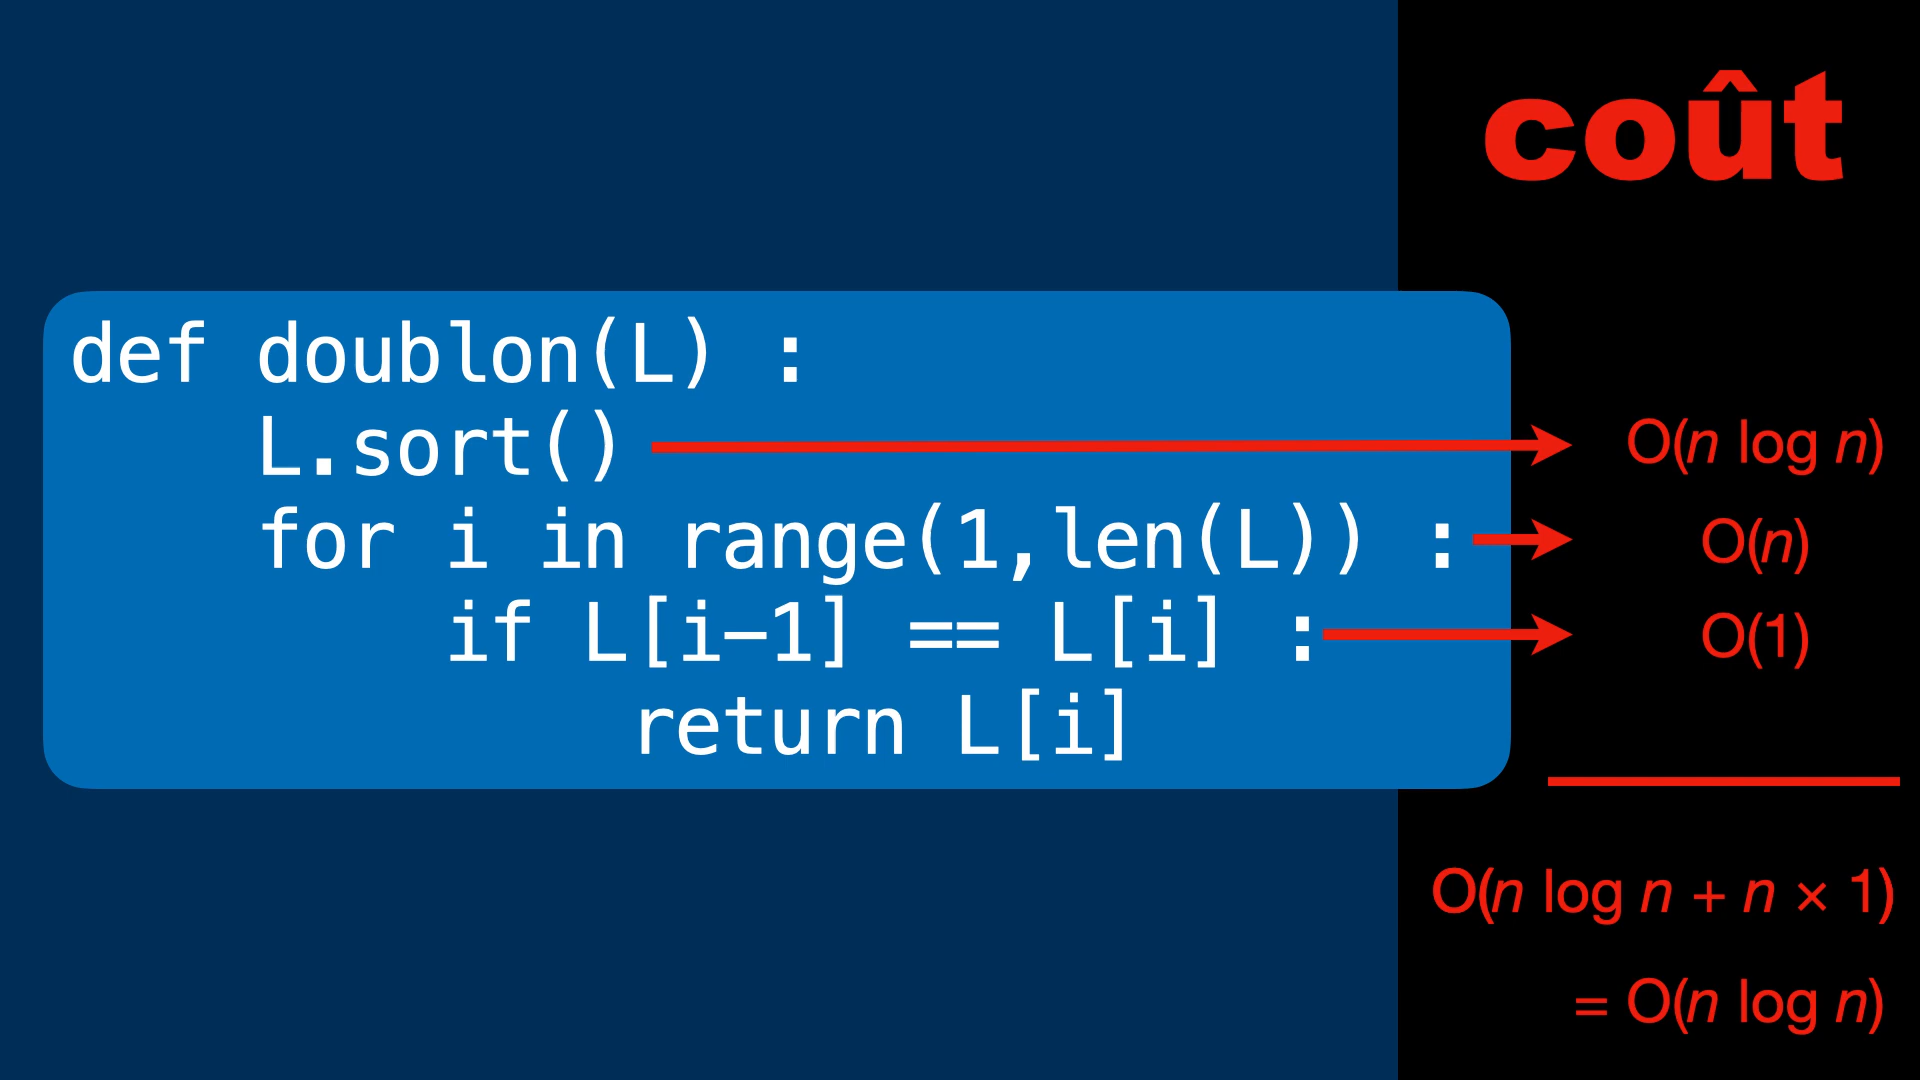 coût
def doublon(L) :
    L.sort()
O(n log n)
    for i in range(1,len(L)) :
O(n)
        if L[i-1] == L[i] :
O(1)
            return L[i]
O(n log n + n × 1)
= O(n log n)